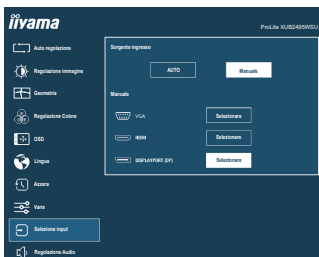 iiyama
ProLite XUB2495WSU
Auto regolazione
Regolazione immagine
Geometria
Regolazione Colore
OSD
Lingua
Azzera
Varie
Seleziona input
Regolazione Audio
Sorgente ingresso
AUTO
Manuale
Manuale
VGA
Selezionare
HDMI
Selezionare
DISPLAYPORT (DP)
Selezionare